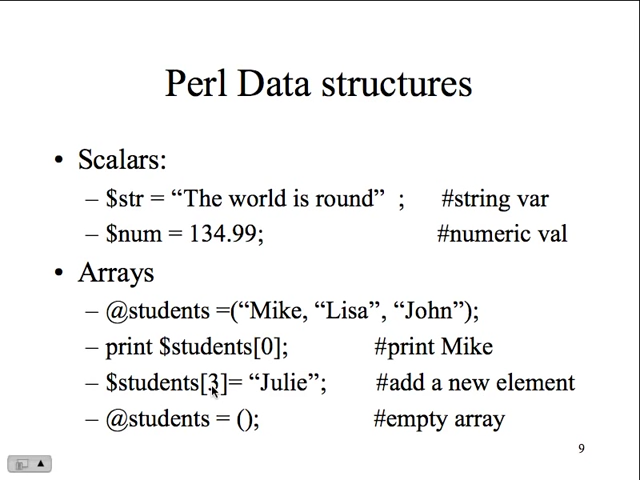 Perl Data structures
• Scalars:
– $str = “The world is round” ; #string var
– $num = 134.99; #numeric val
• Arrays
– @students =(“Mike, “Lisa”, “John”);
– print $students[0]; #print Mike
– $students[3]= “Julie”; #add a new element
– @students = (); #empty array
9